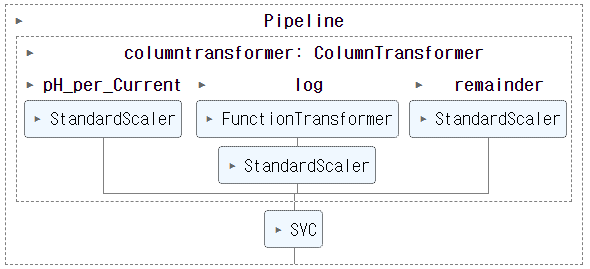 Pipeline
columntransformer: ColumnTransformer
pH_per_Current log remainder
StandardScaler FunctionTransformer StandardScaler
StandardScaler
SVC